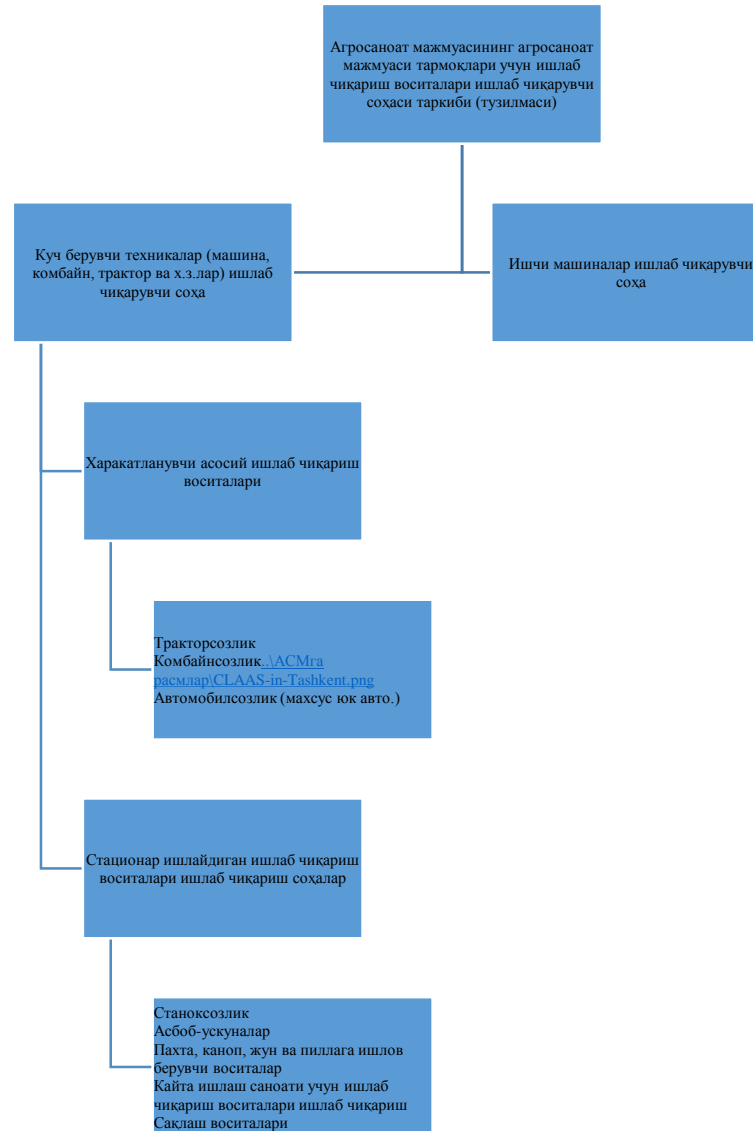 Агросаноат мажмуасининг агросаноат
мажмуаси тармоқлари учун ишлаб
чиқариш воситалари ишлаб чиқарувчи
соҳаси таркиби (тузилмаси)
Куч берувчи техникалар (машина,
комбайн, трактор ва х.з.лар) ишлаб
чиқарувчи соҳа
Ишчи машиналар ишлаб чиқарувчи
соҳа
Харакатланувчи асосий ишлаб чиқариш
воситалари
Тракторсозлик
Комбайнсозлик..\АСМга
расмлар\CLAAS-in-Tashkent.png
Автомобилсозлик (махсус юк авто.)
Стационар ишлайдиган ишлаб чиқариш
воситалари ишлаб чиқариш соҳалар
Станоксозлик
Асбоб-ускуналар
Пахта, каноп, жун ва пиллага ишлов
берувчи воситалар
Кайта ишлаш саноати учун ишлаб
чиқариш воситалари ишлаб чиқариш
Сақлаш воситалари